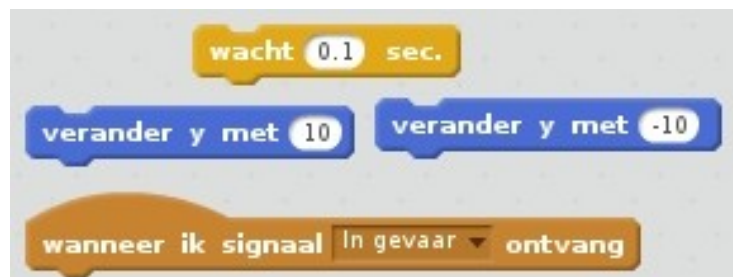 wacht 0.1 sec.
verander y met 10
verander y met -10
wanneer ik signaal In gevaar ontvang